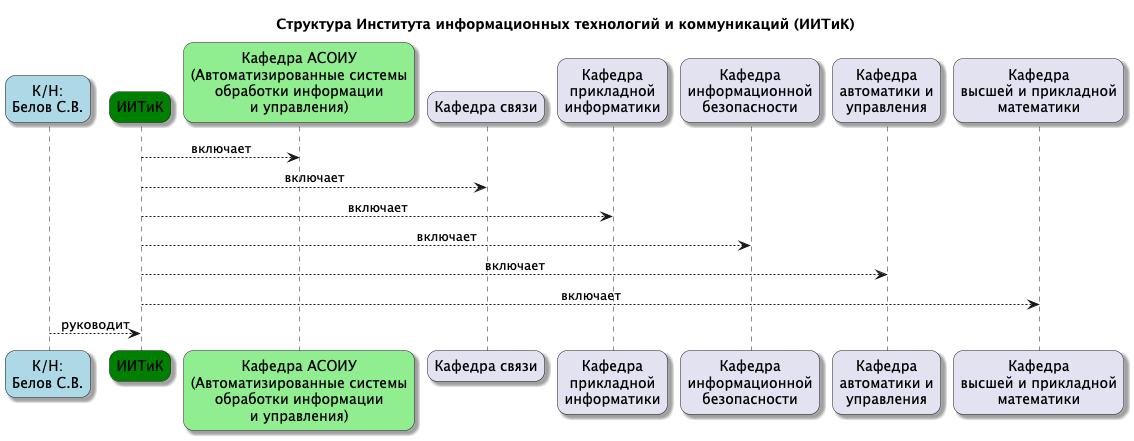 Структура Института информационных технологий и коммуникаций (ИИТиК)
К/Н:
Белов С.В.
ИИТиК
Кафедра АСОИУ
(Автоматизированные системы
обработки информации
и управления)
Кафедра связи
Кафедра
прикладной
информатики
Кафедра
информационной
безопасности
Кафедра
автоматики и
управления
Кафедра
высшей и прикладной
математики
включает
включает
включает
включает
включает
включает
руководит
К/Н:
Белов С.В.
ИИТиК
Кафедра АСОИУ
(Автоматизированные системы
обработки информации
и управления)
Кафедра связи
Кафедра
прикладной
информатики
Кафедра
информационной
безопасности
Кафедра
автоматики и
управления
Кафедра
высшей и прикладной
математики